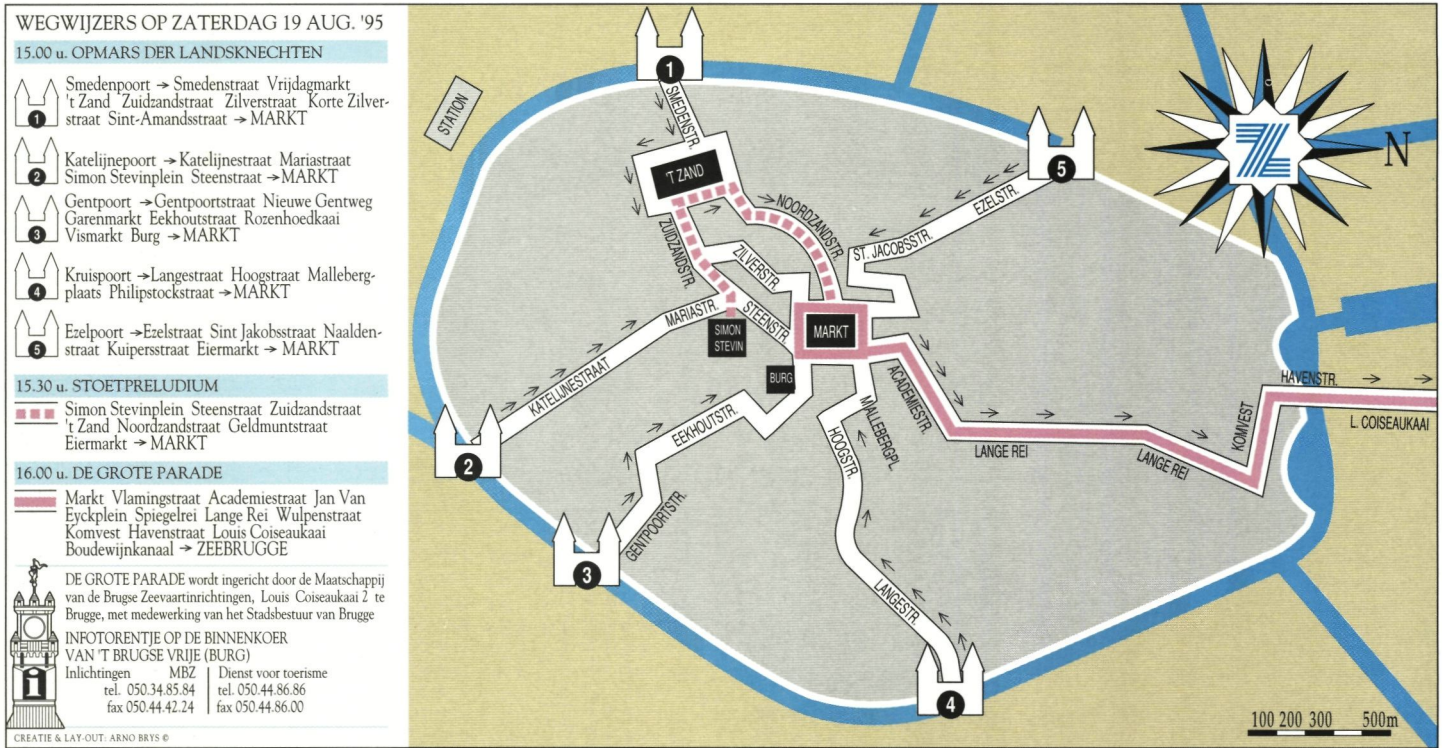 WEGWIJZERS OP ZATERDAG 19 AUG. '95
15.00 u. OPMARS DER LANDSKNECHTEN
1
Smedenpoort → Smedenstraat Vrijdagmarkt
't Zand Zuidzandstraat Zilverstraat Korte Zilver-
straat Sint-Amandsstraat → MARKT
2
Katelijnepoort → Katelijnestraat Mariastraat
Simon Stevinplein Steenstraat → MARKT
3
Gentpoort → Gentpoortstraat Nieuwe Gentweg
Garenmarkt Eekhoutstraat Rozenhoedkaai
Vismarkt Burg → MARKT
4
Kruispoort → Langestraat Hoogstraat Malleberg-
plaats Philipstockstraat → MARKT
5
Ezelpoort → Ezelstraat Sint Jakobsstraat Naalden-
straat Kuipersstraat Eiermarkt → MARKT
15.30 u. STOETPRELUDIUM
Simon Stevinplein Steenstraat Zuidzandstraat
't Zand Noordzandstraat Geldmuntstraat
Eiermarkt → MARKT
16.00 u. DE GROTE PARADE
Markt Vlamingstraat Academiestraat Jan Van
Eyckplein Spiegelrei Lange Rei Wulpenstraat
Komvest Havenstraat Louis Coiseaukaai
Boudewijnkanaal → ZEEBRUGGE
DE GROTE PARADE wordt ingericht door de Maatschappij
van de Brugse Zeevaartinrichtingen, Louis Coiseaukaai 2 te
Brugge, met medewerking van het Stadsbestuur van Brugge
INFOTORENTJE OP DE BINNENKOER
VAN 'T BRUGSE VRIJE (BURG)
Inlichtingen MBZ
tel. 050.34.85.84
fax 050.44.42.24
Dienst voor toerisme
tel. 050.44.86.86
fax 050.44.86.00
i
CREATIE & LAY-OUT: ARNO BRYS ©
STATION
1
SMEDENSTR.
'T ZAND
NOORDZANDSTR.
ZUIDZANDSTR.
ZILVERSTR.
5
EZELSTR.
ST. JACOBSSTR.
N
MARIASTR.
STEENSTR.
SIMON
STEVIN
MARKT
BURG
KATELIJNESTRAAT
2
EEKHOUTSTR.
GENTPOORTSTR.
3
HOOGSTR.
MALLEBERGPL.
ACADEMIESTR.
LANGE REI
LANGE REI
KOMVEST
HAVENSTR.
L. COISEAUKAAI
LANGESTR.
4
100 200 300 500m